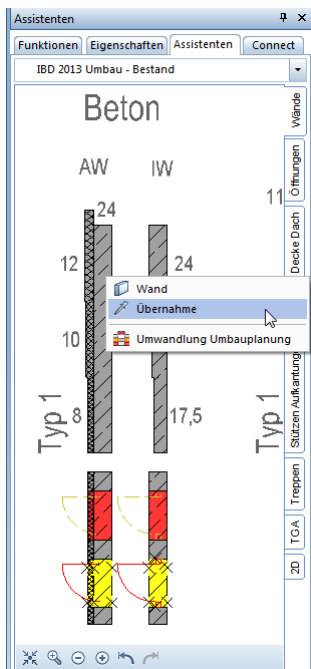 Assistenten
Funktionen Eigenschaften Assistenten Connect
IBD 2013 Umbau - Bestand
Beton
AW IW
11
24
12 24
10
Typ 1 8 17,5 Typ 1
Wand
Übernahme
Umwandlung Umbauplanung
Wände
Öffnungen
Decke Dach
Stützen Aufkantung
Treppen
TGA
2D